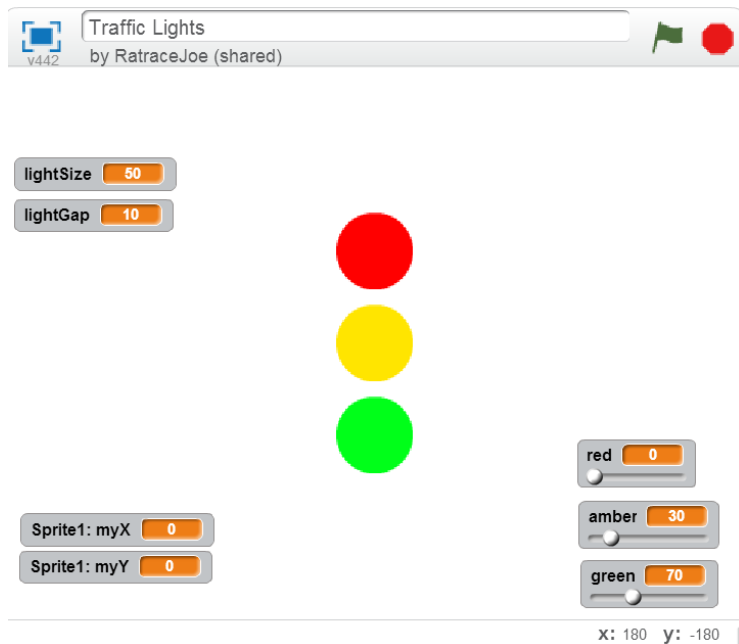 Traffic Lights
v442
by RatraceJoe (shared)
lightSize 50
lightGap 10
red 0
Sprite1: myX 0
amber 30
Sprite1: myY 0
green 70
x: 180 y: -180